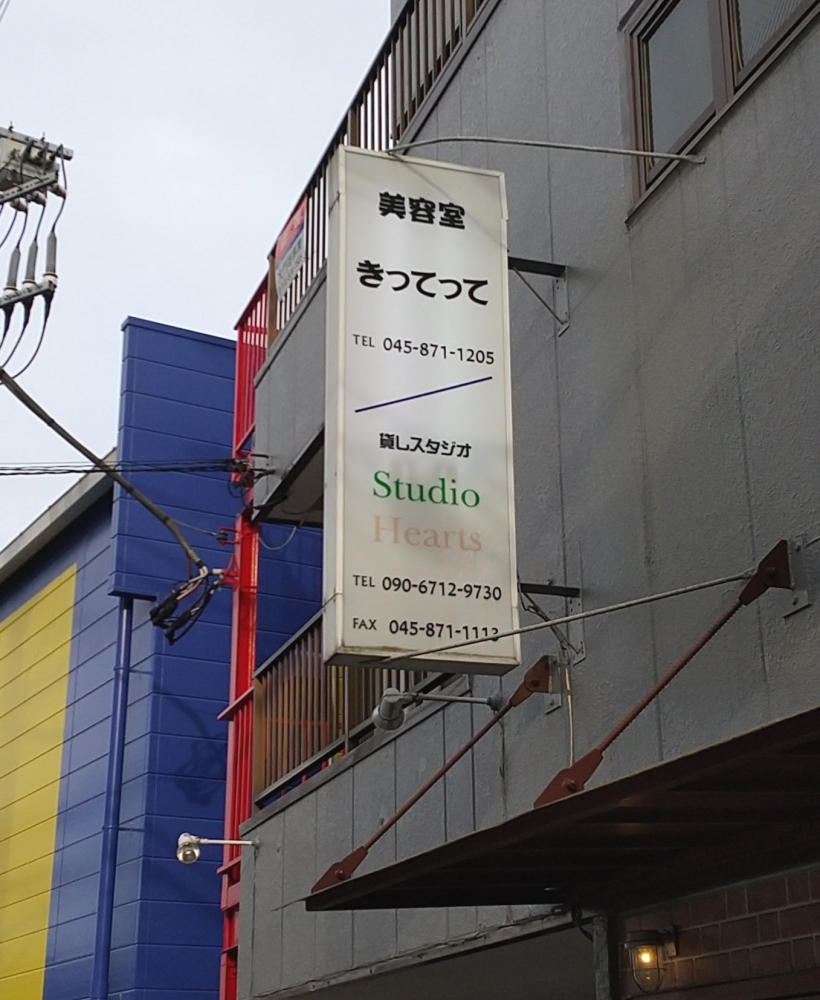 美容室
きってって
TEL 045-871-1205
貸しスタジオ
Studio
Hearts
TEL 090-6712-9730
FAX 045-871-1113